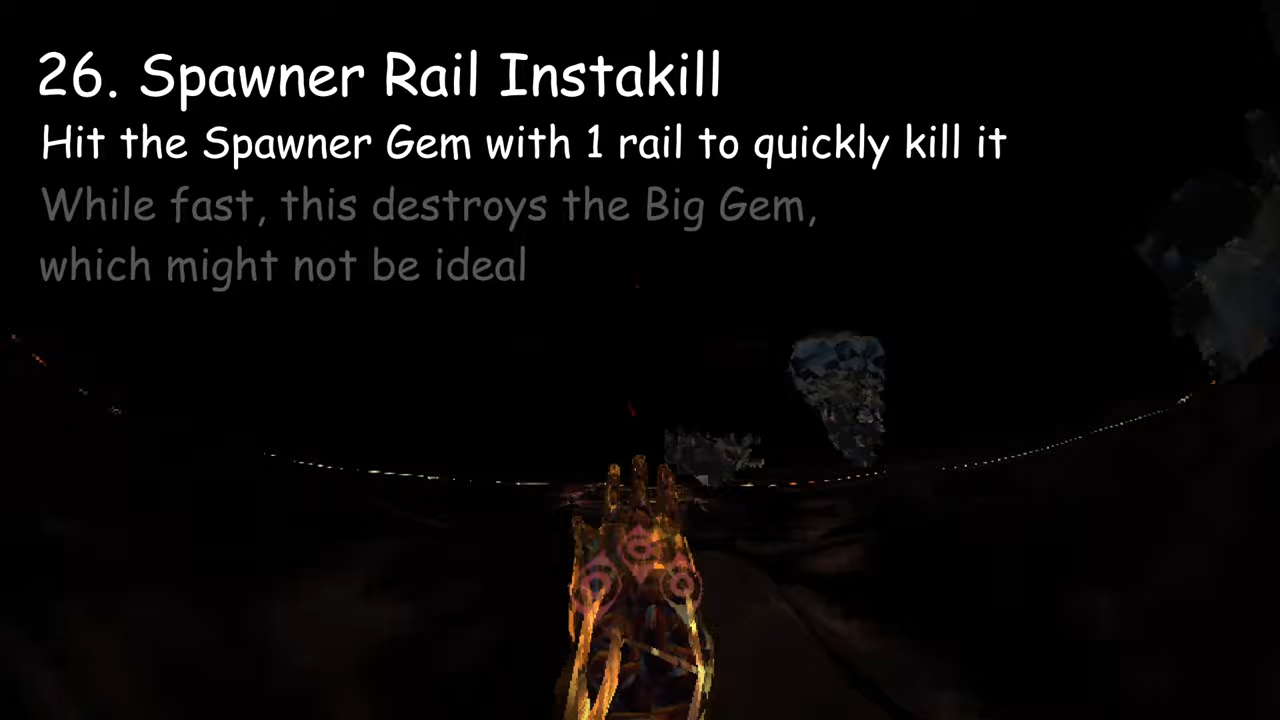 26. Spawner Rail Instakill
Hit the Spawner Gem with 1 rail to quickly kill it
While fast, this destroys the Big Gem,
which might not be ideal